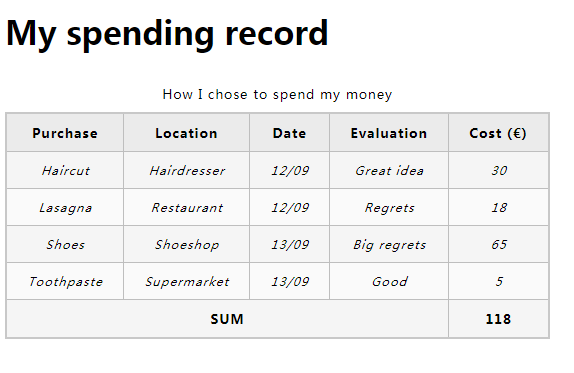 My spending record
How I chose to spend my money
Purchase Location Date Evaluation Cost (€)
Haircut Hairdresser 12/09 Great idea 30
Lasagna Restaurant 12/09 Regrets 18
Shoes Shoeshop 13/09 Big regrets 65
Toothpaste Supermarket 13/09 Good 5
SUM 118